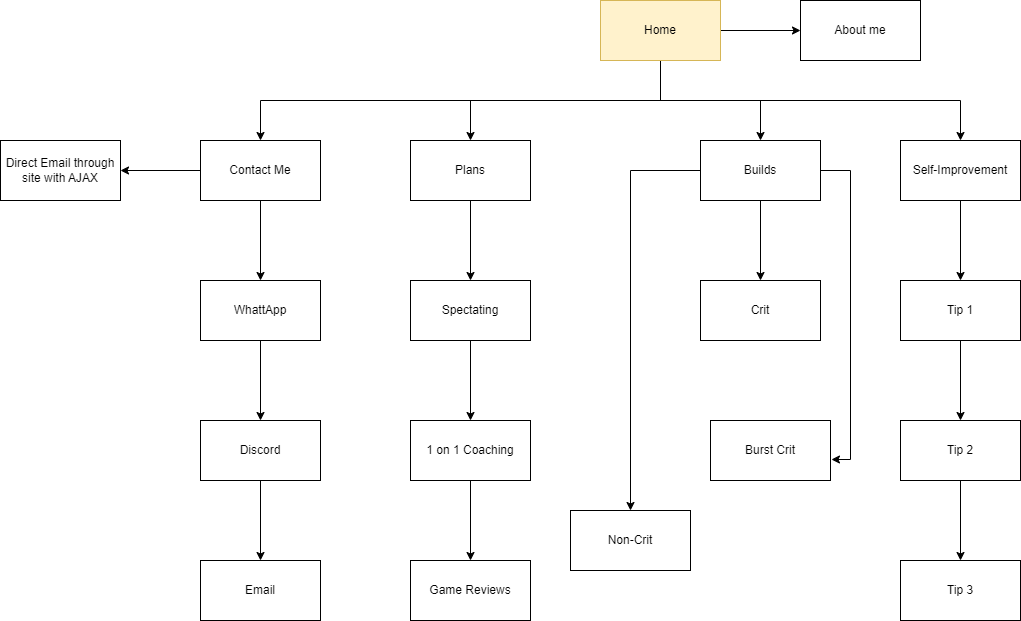 Home
About me
Direct Email through
site with AJAX
Contact Me
Plans
Builds
Self-Improvement
WhattApp
Spectating
Crit
Tip 1
Discord
1 on 1 Coaching
Burst Crit
Tip 2
Non-Crit
Email
Game Reviews
Tip 3